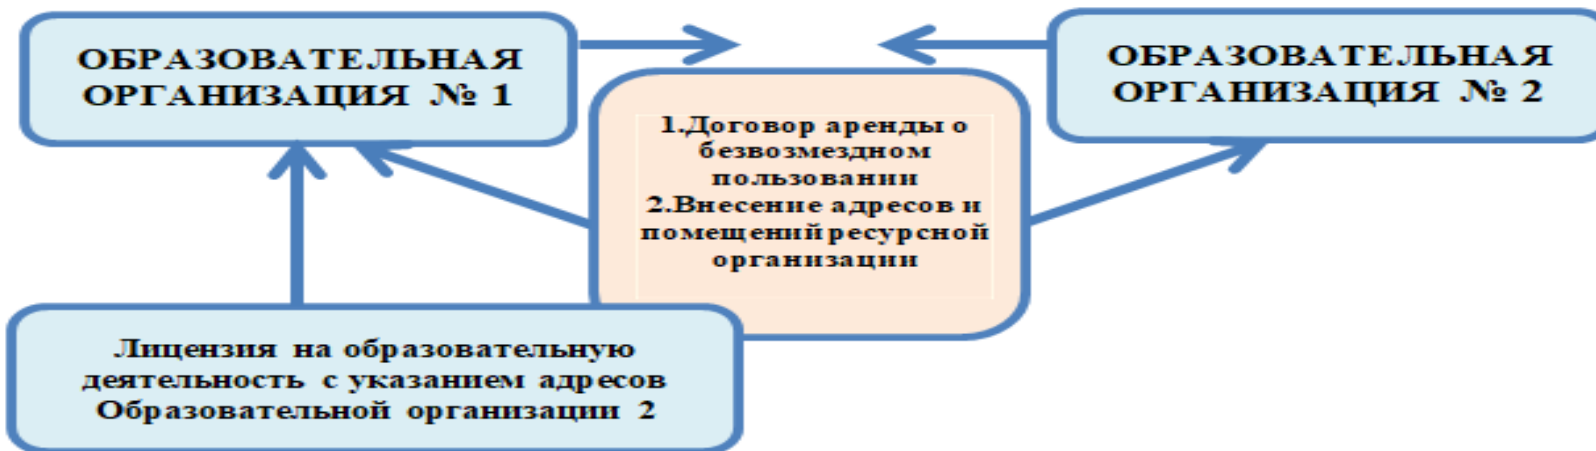 ОБРАЗОВАТЕЛЬНАЯ
ОРГАНИЗАЦИЯ № 1
ОБРАЗОВАТЕЛЬНАЯ
ОРГАНИЗАЦИЯ № 2
1.Договор аренды о
безвозмездном
пользовании
2.Внесение адресов и
помещений ресурсной
организации
Лицензия на образовательную
деятельность с указанием адресов
Образовательной организации 2